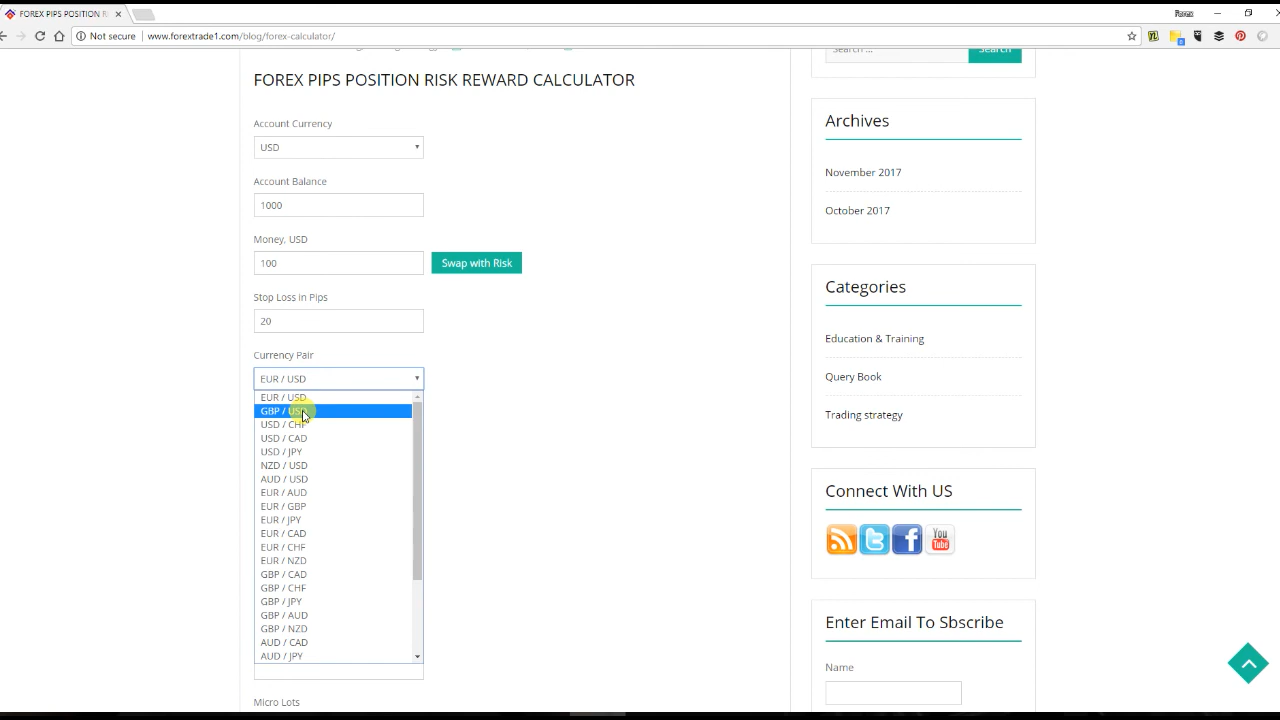 FOREX PIPS POSITION R
Forex
Not secure
www.forextrade1.com/blog/forex-calculator/
FOREX PIPS POSITION RISK REWARD CALCULATOR
Account Currency
USD
Account Balance
1000
Money, USD
100
Swap with Risk
Stop Loss in Pips
20
Currency Pair
EUR / USD
EUR / USD
GBP / USD
USD / CHF
USD / CAD
USD / JPY
NZD / USD
AUD / USD
EUR / AUD
EUR / GBP
EUR / JPY
EUR / CAD
EUR / CHF
EUR / NZD
GBP / CAD
GBP / CHF
GBP / JPY
GBP / AUD
GBP / NZD
AUD / CAD
AUD / JPY
Micro Lots
Search ...
Search
Archives
November 2017
October 2017
Categories
Education & Training
Query Book
Trading strategy
Connect With US
You
Tube
Enter Email To Sbscribe
Name